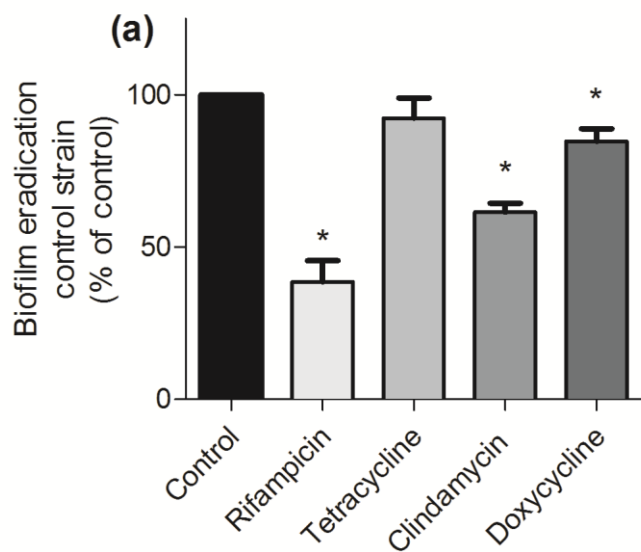 (a)
Biofilm eradication
control strain
(% of control)
100
50
0
*
*
*
Control
Rifampicin
Tetracycline
Clindamycin
Doxycycline